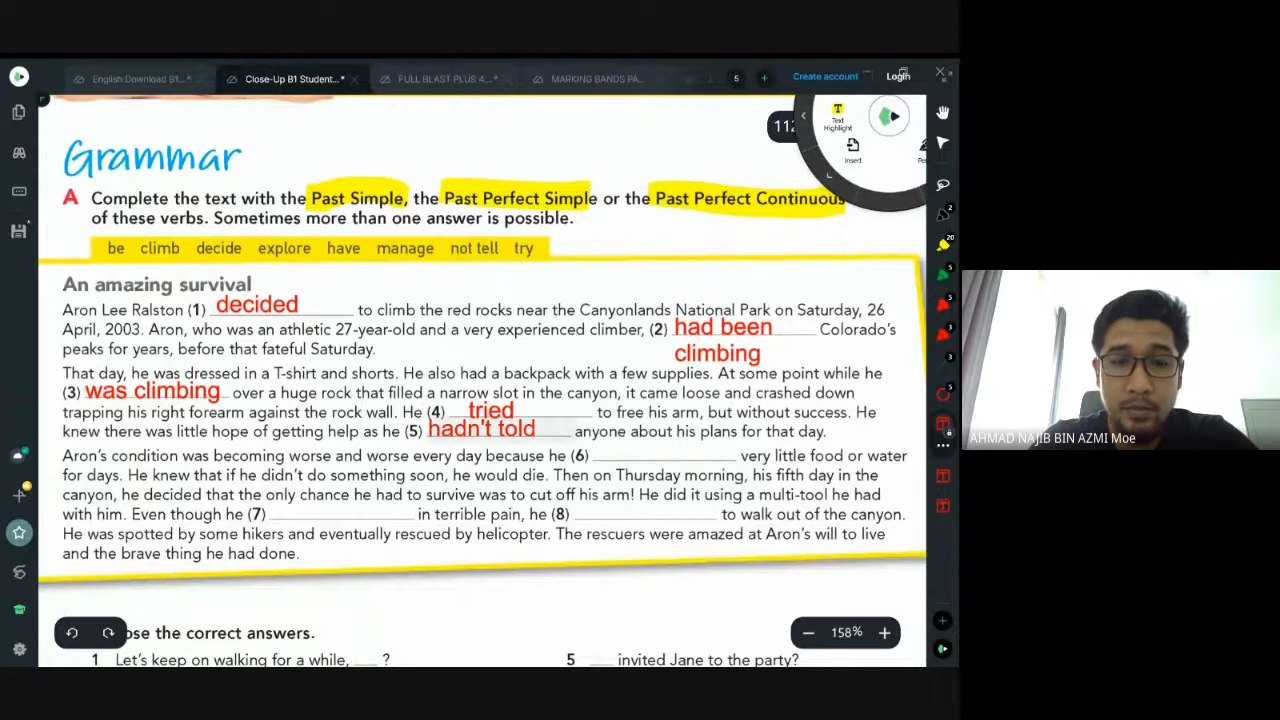 English Download B1...*
Close-Up B1 Student...*
FULL BLAST PLUS 4...*
MARKING BANDS PA...
5
Create account
Login
112
T
Text Highlight
Insert
Grammar
A Complete the text with the Past Simple, the Past Perfect Simple or the Past Perfect Continuous
of these verbs. Sometimes more than one answer is possible.
be climb decide explore have manage not tell try
An amazing survival
Aron Lee Ralston (1) decided to climb the red rocks near the Canyonlands National Park on Saturday, 26
April, 2003. Aron, who was an athletic 27-year-old and a very experienced climber, (2) had been climbing Colorado's
peaks for years, before that fateful Saturday.
That day, he was dressed in a T-shirt and shorts. He also had a backpack with a few supplies. At some point while he
(3) was climbing over a huge rock that filled a narrow slot in the canyon, it came loose and crashed down
trapping his right forearm against the rock wall. He (4) tried to free his arm, but without success. He
knew there was little hope of getting help as he (5) hadn't told anyone about his plans for that day.
Aron's condition was becoming worse and worse every day because he (6) very little food or water
for days. He knew that if he didn't do something soon, he would die. Then on Thursday morning, his fifth day in the
canyon, he decided that the only chance he had to survive was to cut off his arm! He did it using a multi-tool he had
with him. Even though he (7) in terrible pain, he (8) to walk out of the canyon.
He was spotted by some hikers and eventually rescued by helicopter. The rescuers were amazed at Aron's will to live
and the brave thing he had done.
ose the correct answers.
158%
1 Let's keep on walking for a while, ___ ?
5 ___ invited Jane to the party?
AHMAD NAJIB BIN AZMI Moe